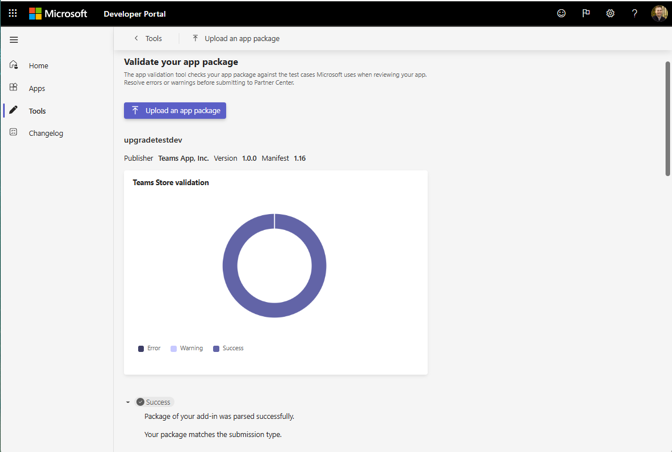 Microsoft Developer Portal
Tools Upload an app package
Home
Apps
Tools
Changelog
Validate your app package
The app validation tool checks your app package against the test cases Microsoft uses when reviewing your app.
Resolve errors or warnings before submitting to Partner Center.
Upload an app package
upgradetestdev
Publisher Teams App, Inc. Version 1.0.0 Manifest 1.16
Teams Store validation
Error Warning Success
Success
Package of your add-in was parsed successfully.
Your package matches the submission type.